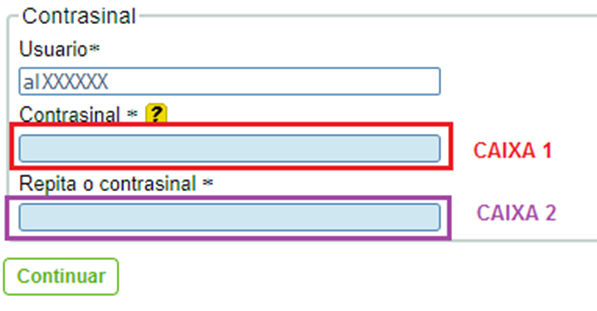 Contrasinal
Usuario*
alXXXXXX
Contrasinal * ?
CAIXA 1
Repita o contrasinal *
CAIXA 2
Continuar